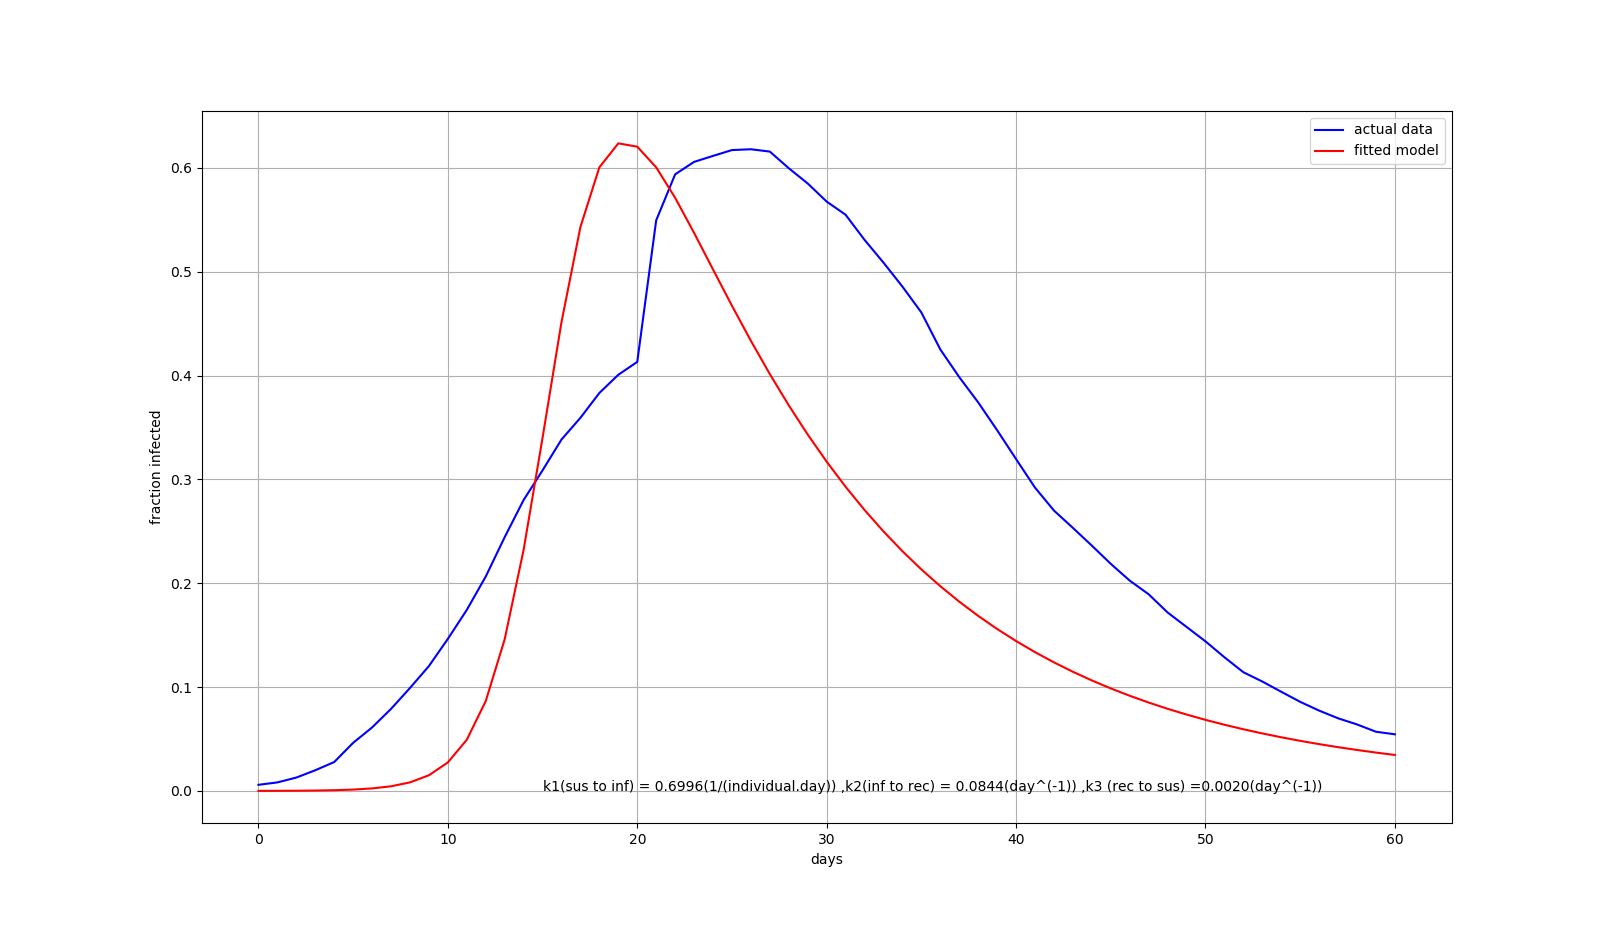 actual data
fitted model
fraction infected
0.6
0.5
0.4
0.3
0.2
0.1
0.0
k1(sus to inf) = 0.6996(1/(individual.day)) ,k2(inf to rec) = 0.0844(day^(-1)) ,k3 (rec to sus) =0.0020(day^(-1))
0 10 20 30 40 50 60
days